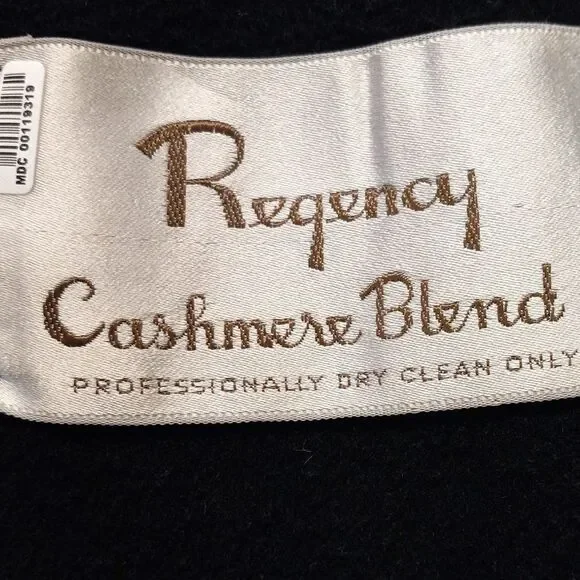 MDC 00119319
Regency
Cashmere Blend
PROFESSIONALLY DRY CLEAN ONLY